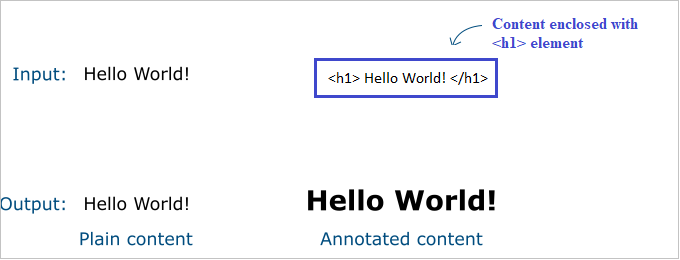 Content enclosed with
<h1> element
Input: Hello World!
<h1> Hello World! </h1>
Output: Hello World!
Hello World!
Plain content
Annotated content